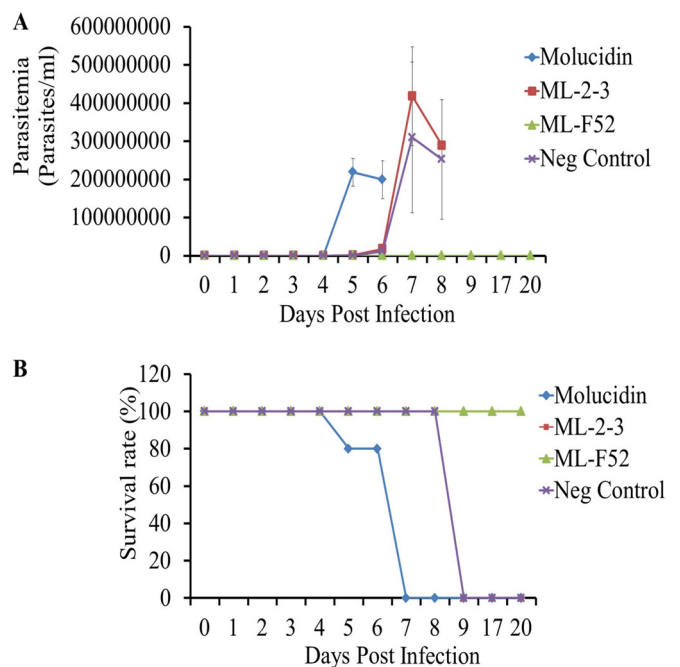 A
600000000
500000000
400000000
300000000
200000000
100000000
0
Parasitemia
(Parasites/ml)
0 1 2 3 4 5 6 7 8 9 17 20
Days Post Infection
Molucidin
ML-2-3
ML-F52
Neg Control
B
120
100
80
60
40
20
0
Survival rate (%)
0 1 2 3 4 5 6 7 8 9 17 20
Days Post Infection
Molucidin
ML-2-3
ML-F52
Neg Control